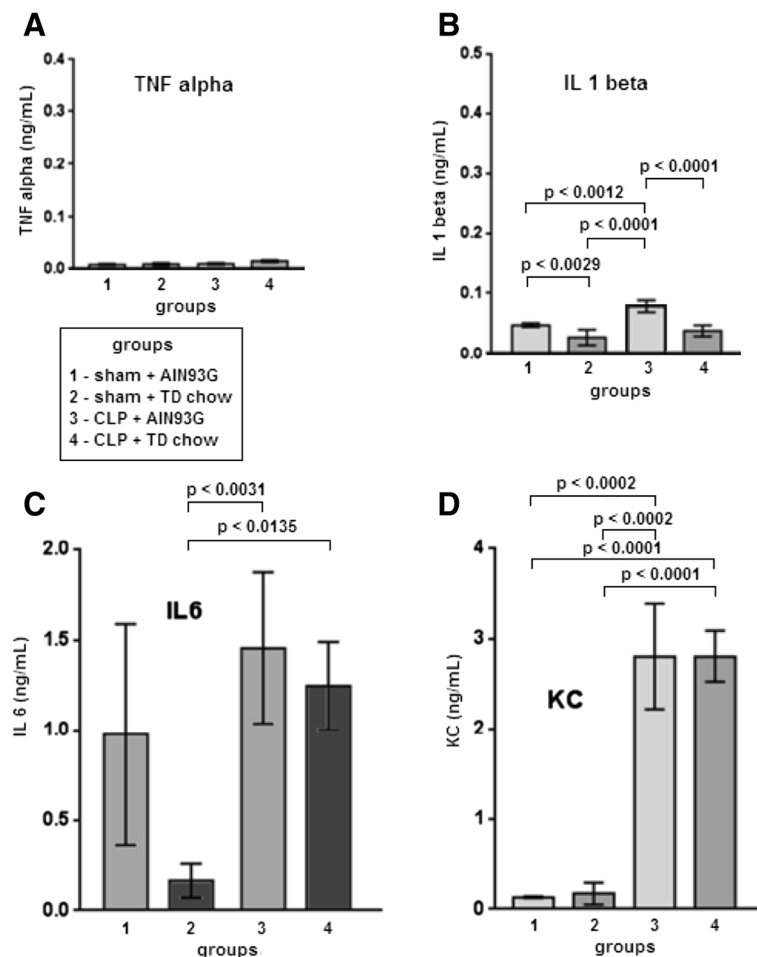 A
TNF alpha
TNF alpha (ng/mL)
0.4
0.3
0.2
0.1
0.0
1 2 3 4
groups
groups
1 - sham + AIN93G
2 - sham + TD chow
3 - CLP + AIN93G
4 - CLP + TD chow
B
IL 1 beta
IL 1 beta (ng/mL)
0.5
0.4
0.3
0.2
0.1
0.0
p < 0.0001
p < 0.0012
p < 0.0001
p < 0.0029
1 2 3 4
groups
C
p < 0.0031
p < 0.0135
IL6
IL 6 (ng/mL)
2.0
1.5
1.0
0.5
0.0
1 2 3 4
groups
D
p < 0.0002
p < 0.0002
p < 0.0001
p < 0.0001
KC
KC (ng/mL)
4
3
2
1
0
1 2 3 4
groups